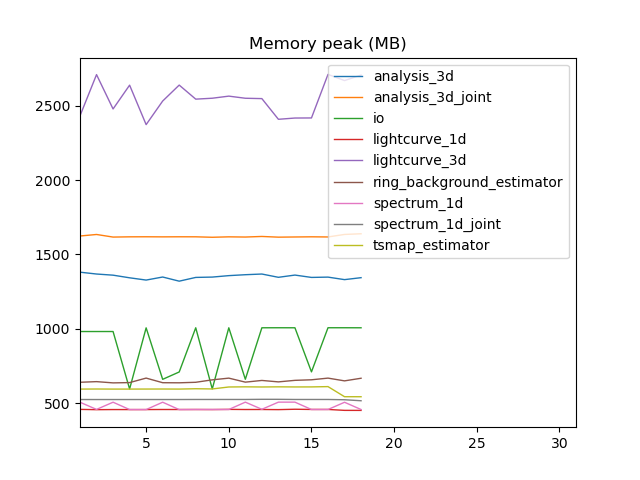 Memory peak (MB)
2500
2000
1500
1000
500
5
10
15
20
25
30
analysis_3d
analysis_3d_joint
io
lightcurve_1d
lightcurve_3d
ring_background_estimator
spectrum_1d
spectrum_1d_joint
tsmap_estimator